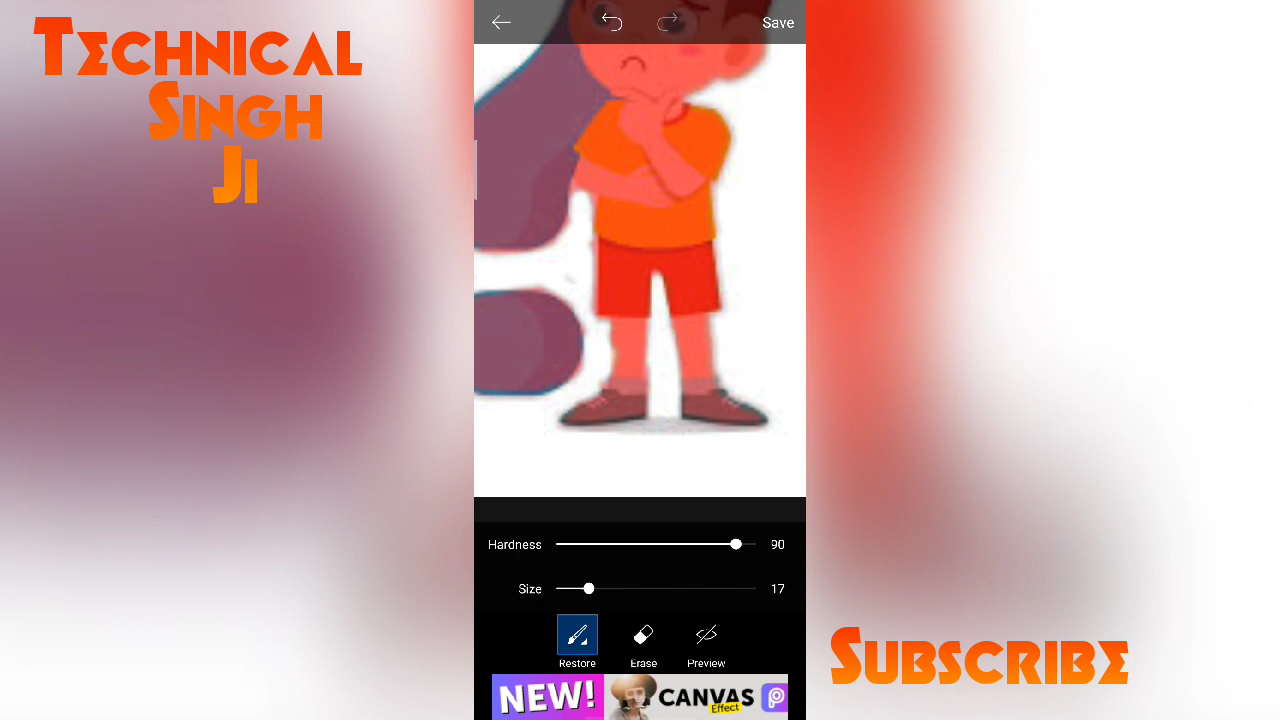 Technical
Singh
Ji
Save
Hardness 90
Size 17
Restore Erase Preview
NEW! CANVAS
Effect
Subscribe